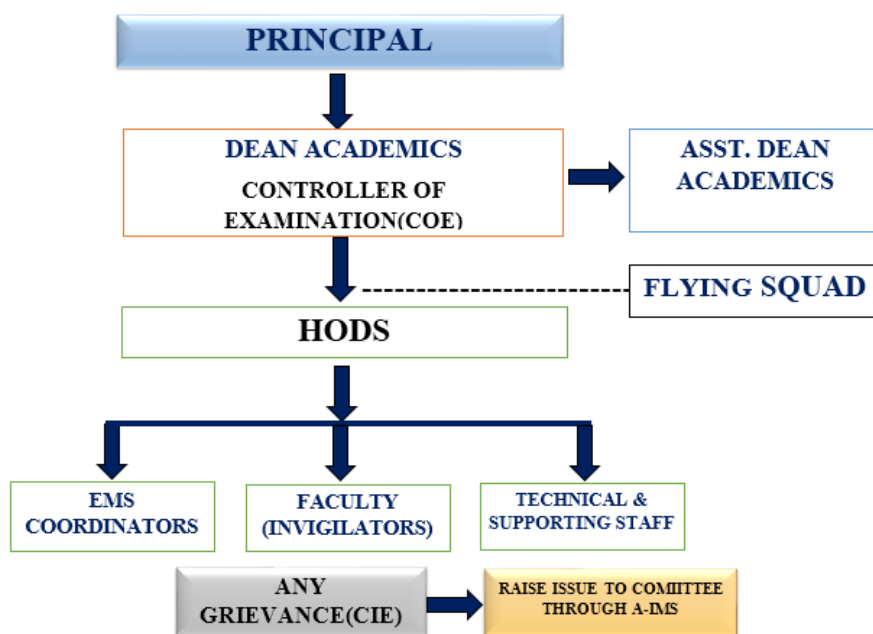 PRINCIPAL
DEAN ACADEMICS
CONTROLLER OF
EXAMINATION(COE)
ASST. DEAN
ACADEMICS
FLYING SQUAD
HODS
EMS
COORDINATORS
FACULTY
(INVIGILATORS)
TECHNICAL &
SUPPORTING STAFF
ANY
GRIEVANCE(CIE)
RAISE ISSUE TO COMIITTEE
THROUGH A-IMS